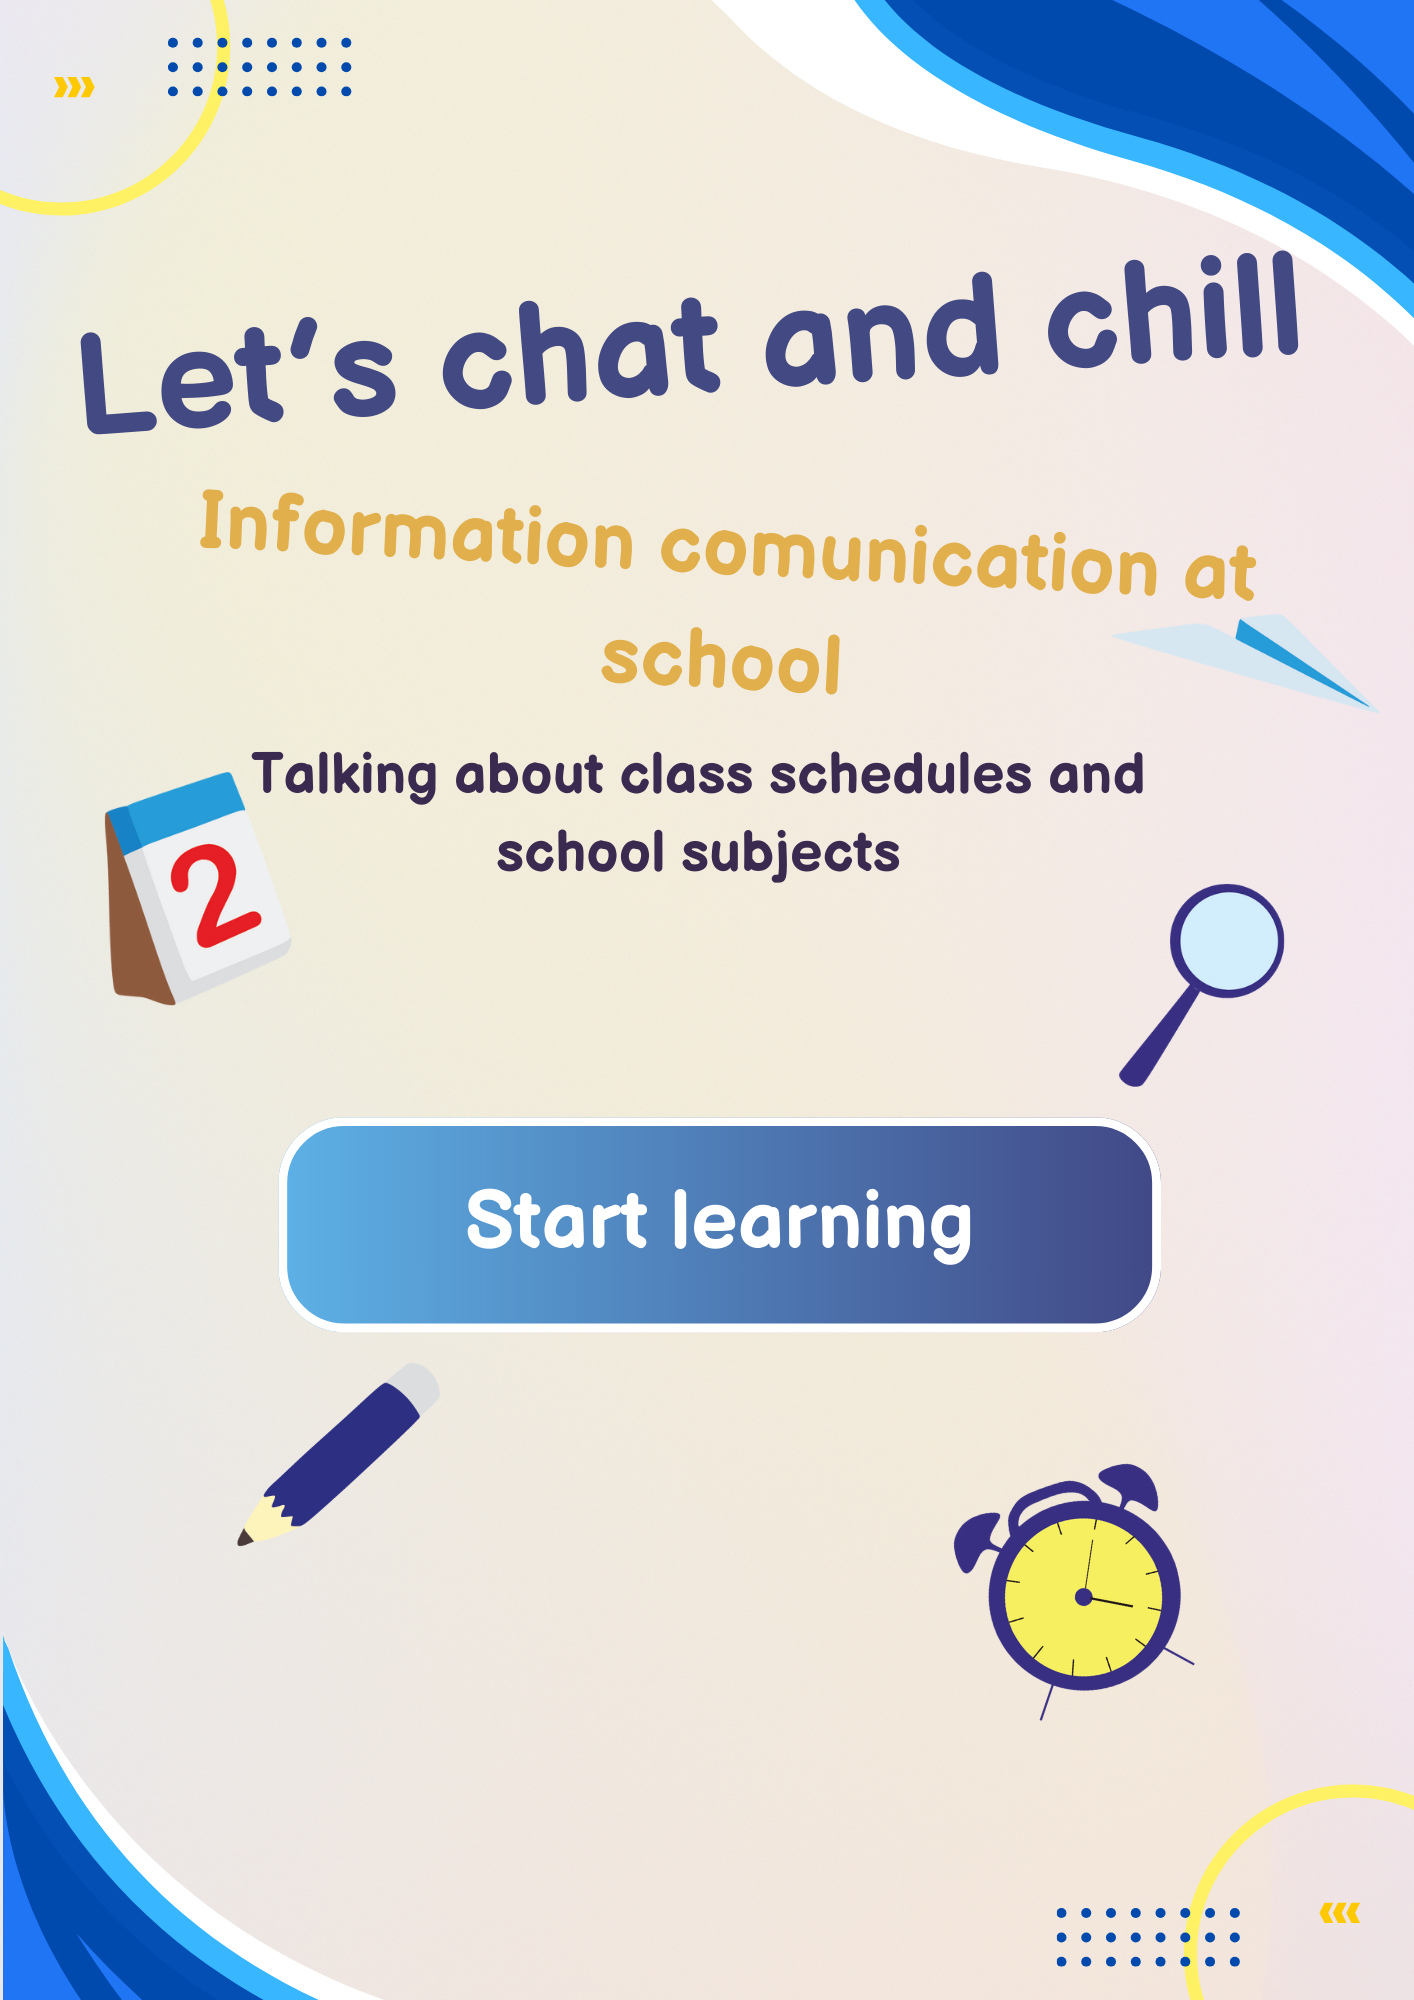 Let's chat and chill
Information comunication at
school
Talking about class schedules and
school subjects
2
Start learning